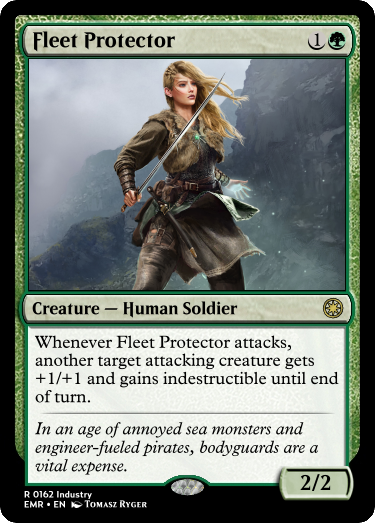 Fleet Protector 1
Creature — Human Soldier
Whenever Fleet Protector attacks,
another target attacking creature gets
+1/+1 and gains indestructible until end
of turn.
In an age of annoyed sea monsters and
engineer-fueled pirates, bodyguards are a
vital expense.
2/2
R 0162 Industry
EMR • EN Tomasz Ryger